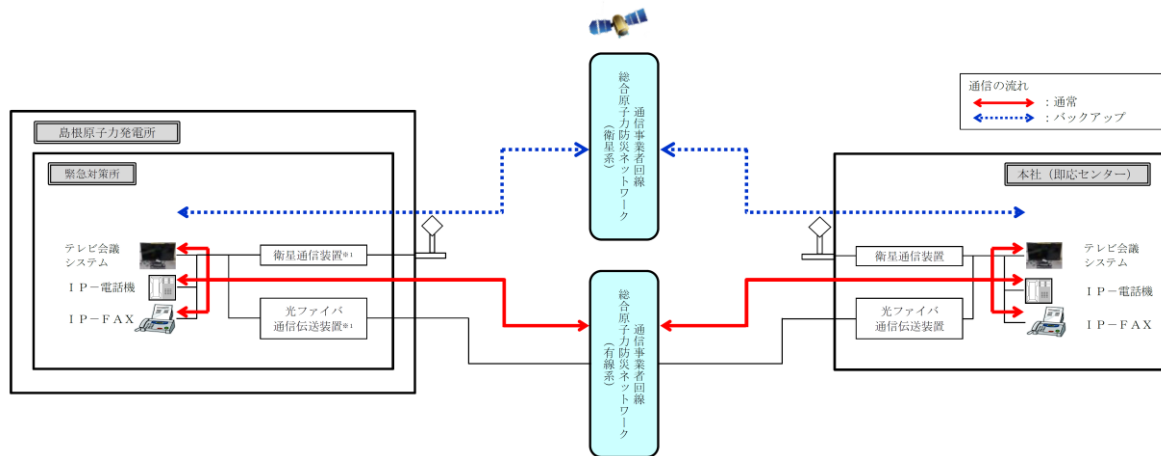 通信の流れ
：通常
：バックアップ
島根原子力発電所
緊急対策所
テレビ会議
システム
ＩＰ－電話機
ＩＰ－FAX
衛星通信装置※1
光ファイバ
通信伝送装置※1
通信事業者回線
総合原子力防災ネットワーク
（衛星系）
通信事業者回線
総合原子力防災ネットワーク
（有線系）
本社（即応センター）
衛星通信装置
光ファイバ
通信伝送装置
テレビ会議
システム
ＩＰ－電話機
ＩＰ－FAX